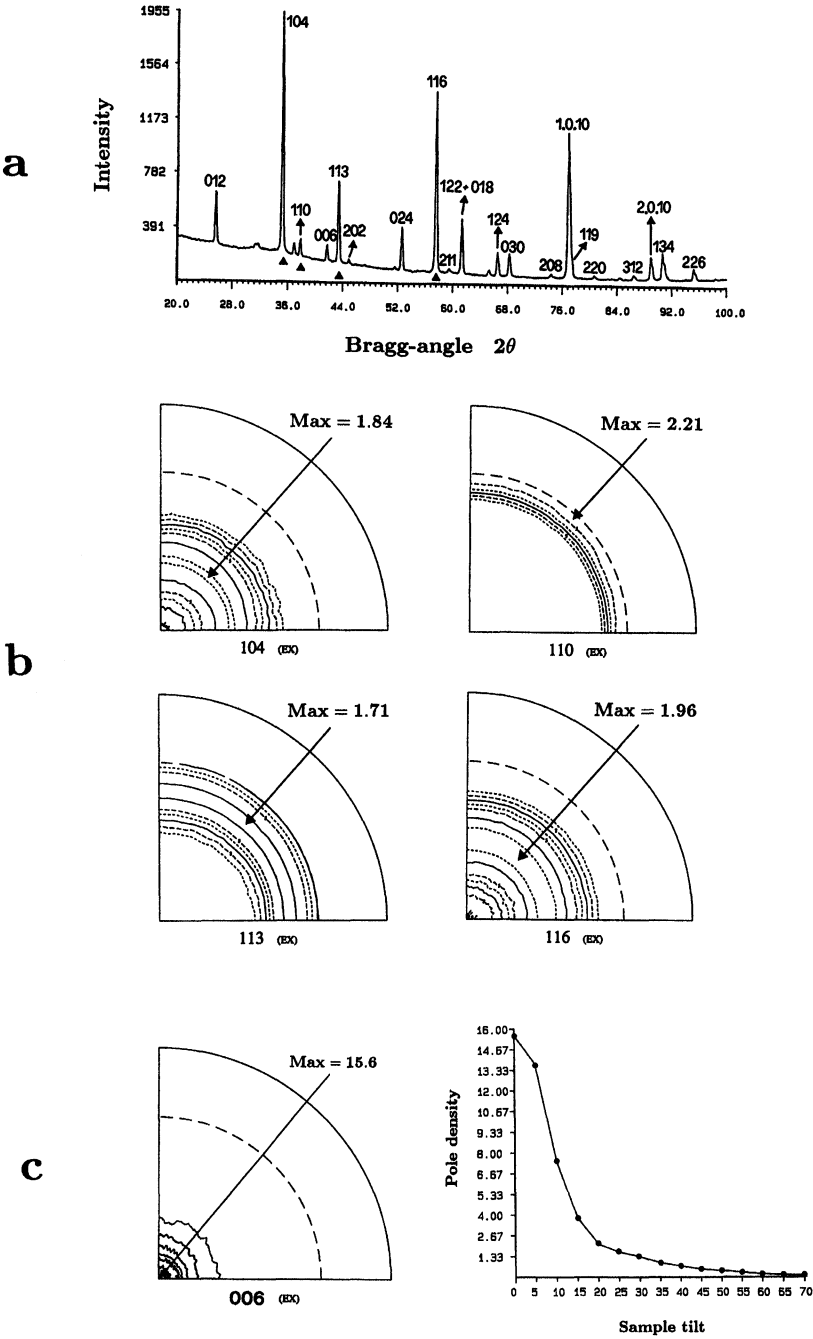 1955
1564
1173
782
391
Intensity
a
012
104
110
006
113
202
024
116
211
122+018
124
030
208
1.0.10
119
220
312
2,0.10
134
226
20.0 28.0 36.0 44.0 52.0 60.0 68.0 76.0 84.0 92.0 100.0
Bragg-angle 2θ
b
Max = 1.84
104 (EX)
Max = 2.21
110 (EX)
Max = 1.71
113 (EX)
Max = 1.96
116 (EX)
c
Max = 15.6
006 (EX)
Pole density
16.00
14.67
13.33
12.00
10.67
9.33
8.00
6.67
5.33
4.00
2.67
1.33
0 5 10 15 20 25 30 35 40 45 50 55 60 65 70
Sample tilt